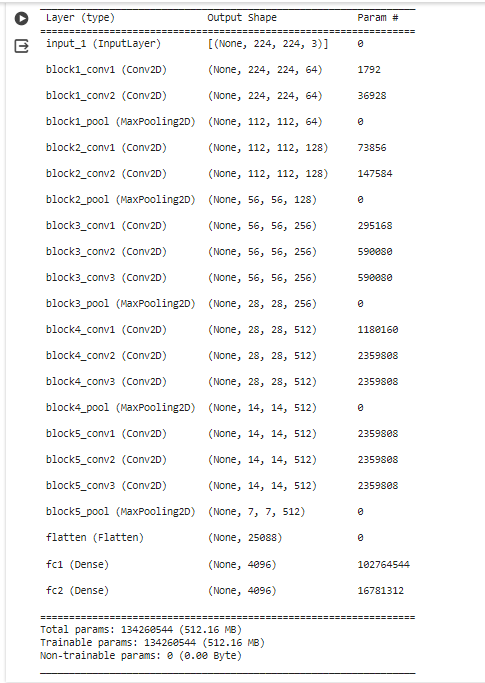 Layer (type) Output Shape Param #
=================================================================
input_1 (InputLayer) [(None, 224, 224, 3)] 0
block1_conv1 (Conv2D) (None, 224, 224, 64) 1792
block1_conv2 (Conv2D) (None, 224, 224, 64) 36928
block1_pool (MaxPooling2D) (None, 112, 112, 64) 0
block2_conv1 (Conv2D) (None, 112, 112, 128) 73856
block2_conv2 (Conv2D) (None, 112, 112, 128) 147584
block2_pool (MaxPooling2D) (None, 56, 56, 128) 0
block3_conv1 (Conv2D) (None, 56, 56, 256) 295168
block3_conv2 (Conv2D) (None, 56, 56, 256) 590080
block3_conv3 (Conv2D) (None, 56, 56, 256) 590080
block3_pool (MaxPooling2D) (None, 28, 28, 256) 0
block4_conv1 (Conv2D) (None, 28, 28, 512) 1180160
block4_conv2 (Conv2D) (None, 28, 28, 512) 2359808
block4_conv3 (Conv2D) (None, 28, 28, 512) 2359808
block4_pool (MaxPooling2D) (None, 14, 14, 512) 0
block5_conv1 (Conv2D) (None, 14, 14, 512) 2359808
block5_conv2 (Conv2D) (None, 14, 14, 512) 2359808
block5_conv3 (Conv2D) (None, 14, 14, 512) 2359808
block5_pool (MaxPooling2D) (None, 7, 7, 512) 0
flatten (Flatten) (None, 25088) 0
fc1 (Dense) (None, 4096) 102764544
fc2 (Dense) (None, 4096) 16781312
=================================================================
Total params: 134260544 (512.16 MB)
Trainable params: 134260544 (512.16 MB)
Non-trainable params: 0 (0.00 Byte)